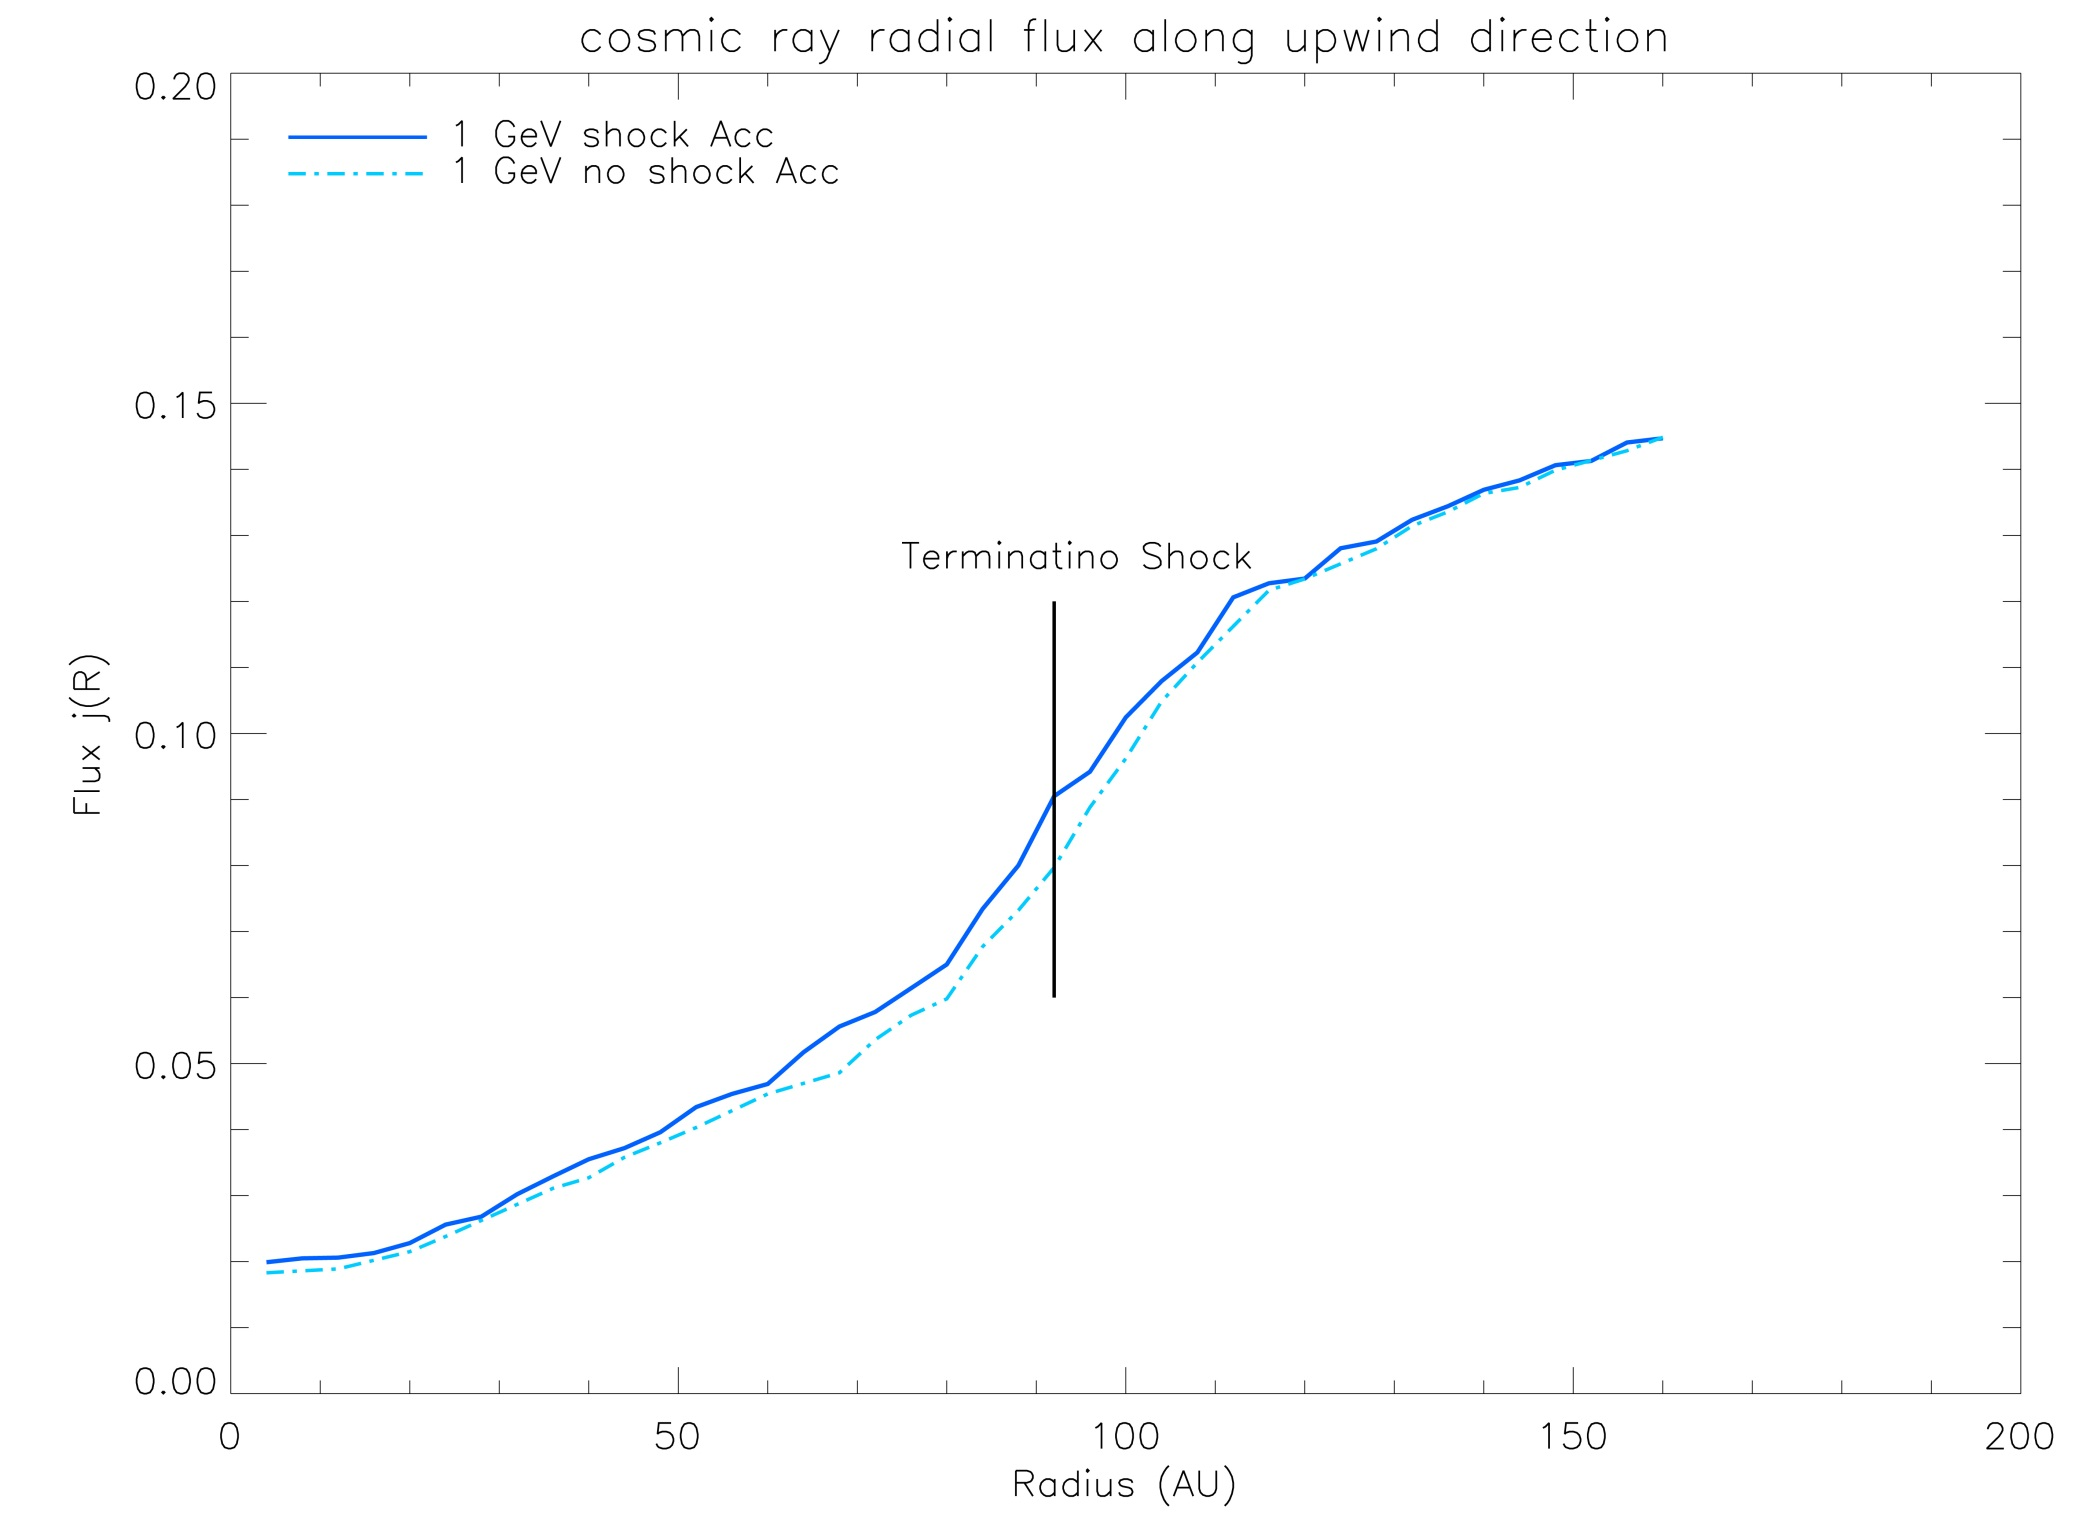 cosmic ray radial flux along upwind direction
0.20
1 GeV shock Acc
1 GeV no shock Acc
0.15
Terminatino Shock
Flux j(R)
0.10
0.05
0.00
0 50 100 150 200
Radius (AU)